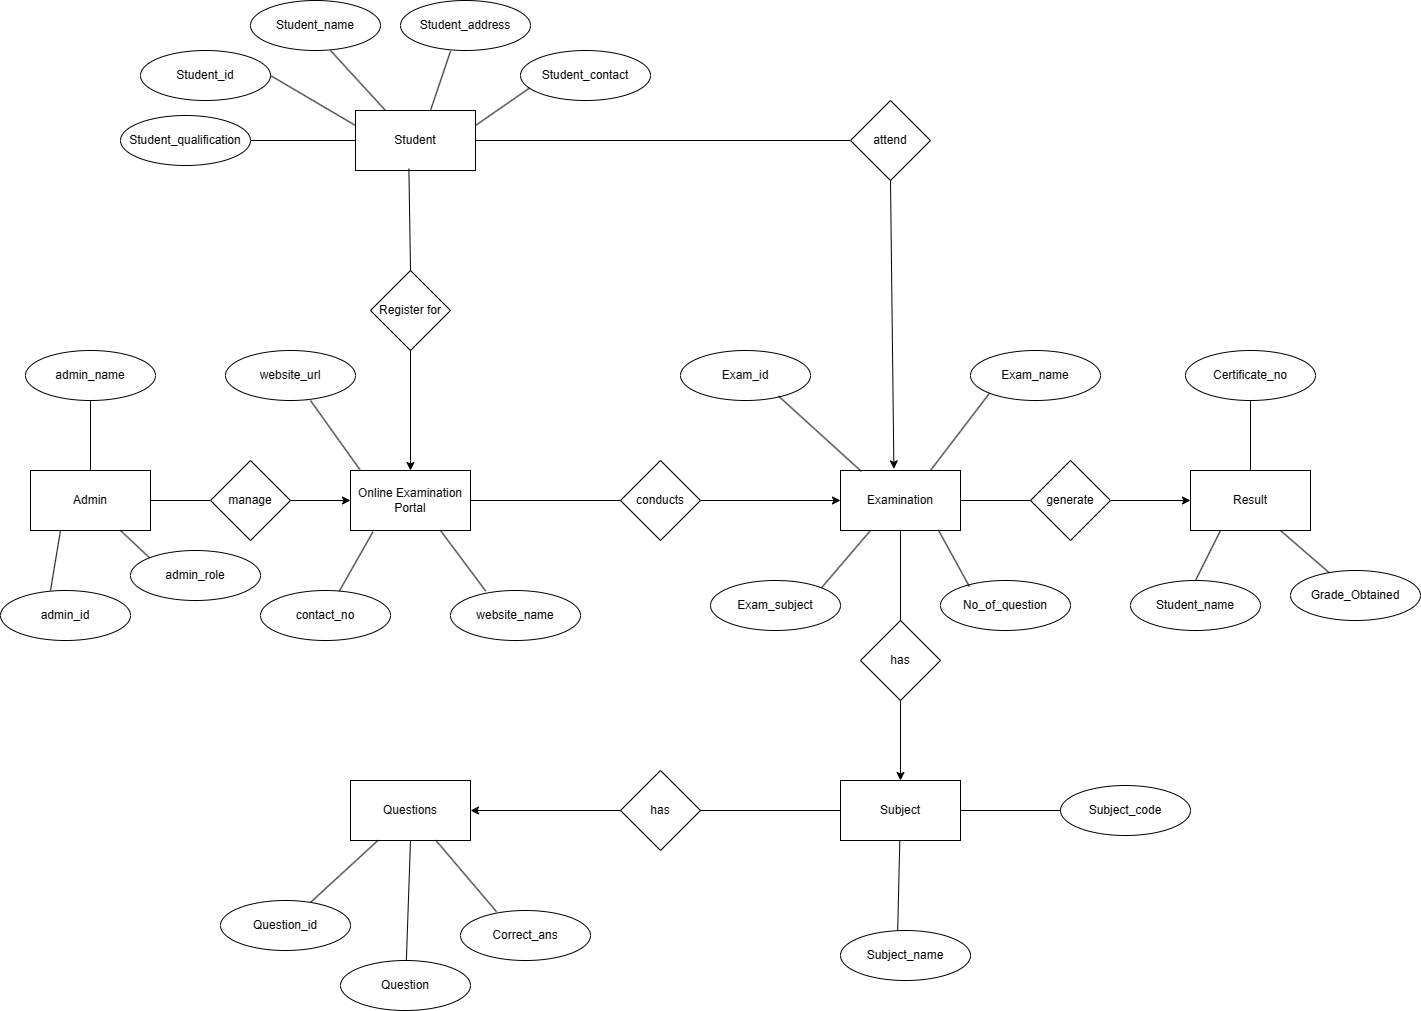 Student_name
Student_address
Student_id
Student_contact
Student_qualification
Student
attend
Register for
admin_name
website_url
Exam_id
Exam_name
Certificate_no
Admin
manage
Online Examination
Portal
conducts
Examination
generate
Result
admin_role
admin_id
contact_no
website_name
Exam_subject
No_of_question
Student_name
Grade_Obtained
has
Questions
has
Subject
Subject_code
Question_id
Correct_ans
Question
Subject_name